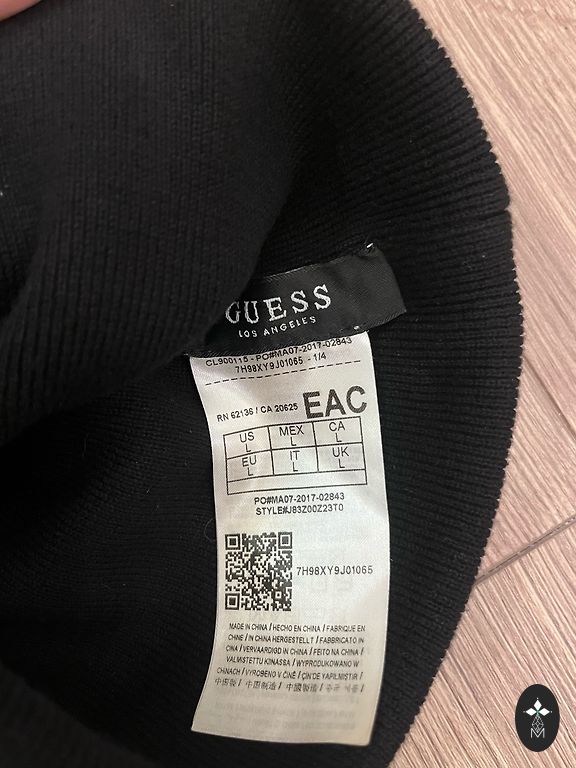 GUESS
LOS ANGELES
CL900115 - PO#MA07-2017-02843
7H98XY9J01065 - 1/4
RN 62136 / CA 20625 EAC
US MEX CA
L L L
EU IT UK
L L L
PO#MA07-2017-02843
STYLE#J83Z00Z23T0
7H98XY9J01065
MADE IN CHINA / HECHO EN CHINA / FABRIQUE EN
CHINE / IN CHINA HERGESTELLT / FABBRICATO IN
CINA / VERVAARDIGD IN CHINA / FEITO NA CHINA /
VALMISTETTU KIINASSA / WYPRODUKOWANO W
CHINACH / VYROBENO V ČÍNĚ / ÇIN'DE YAPILMIŞTIR /
中国製 / 中国制造 / 中國製造 /
M